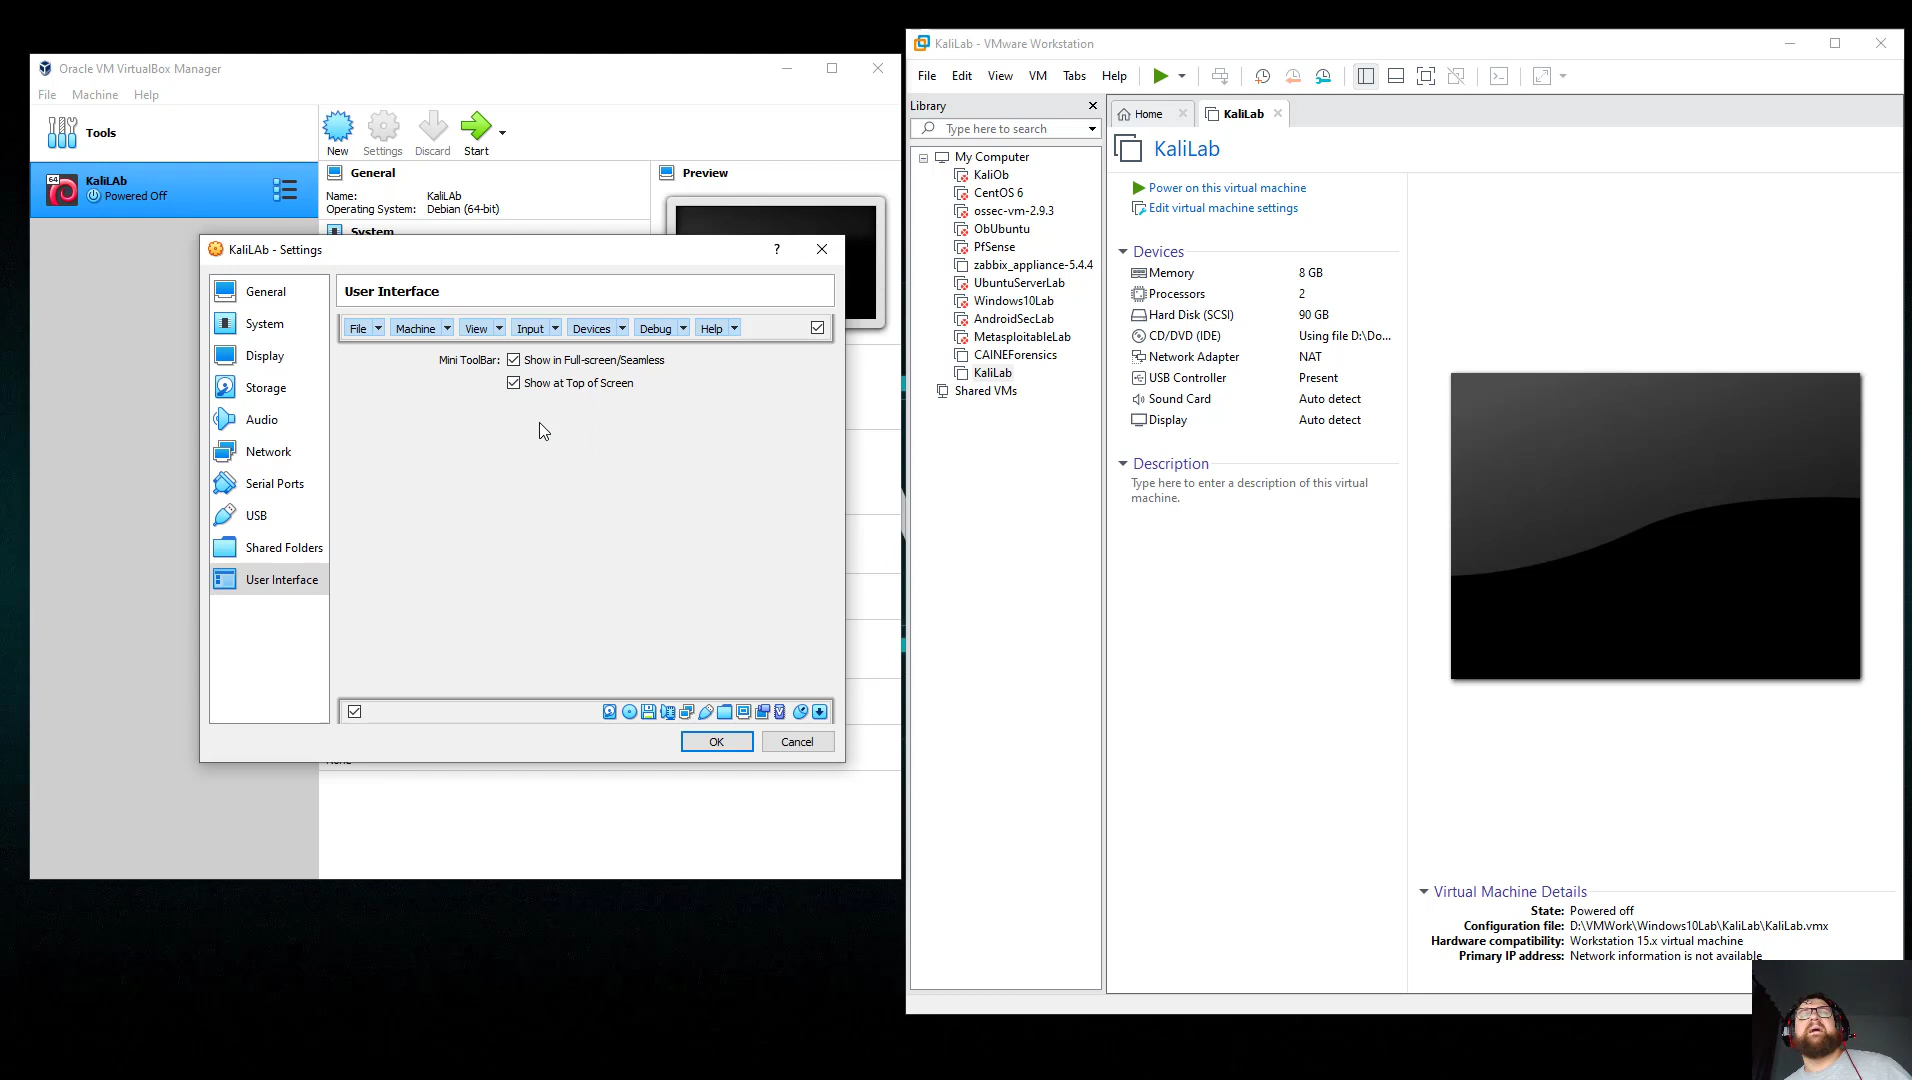 Oracle VM VirtualBox Manager
File Machine Help
Tools
New Settings Discard Start
64
KaliLAb
Powered Off
General
Name: KaliLAb
Operating System: Debian (64-bit)
System
Preview
KaliLAb - Settings
?
General
System
Display
Storage
Audio
Network
Serial Ports
USB
Shared Folders
User Interface
User Interface
File Machine View Input Devices Debug Help
Mini ToolBar: Show in Full-screen/Seamless
Show at Top of Screen
OK Cancel
KaliLab - VMware Workstation
File Edit View VM Tabs Help
Library
Type here to search
My Computer
KaliOb
CentOS 6
ossec-vm-2.9.3
ObUbuntu
PfSense
zabbix_appliance-5.4.4
UbuntuServerLab
Windows10Lab
AndroidSecLab
MetasploitableLab
CAINEForensics
KaliLab
Shared VMs
Home KaliLab
KaliLab
Power on this virtual machine
Edit virtual machine settings
Devices
Memory 8 GB
Processors 2
Hard Disk (SCSI) 90 GB
CD/DVD (IDE) Using file D:\Do...
Network Adapter NAT
USB Controller Present
Sound Card Auto detect
Display Auto detect
Description
Type here to enter a description of this virtual
machine.
Virtual Machine Details
State: Powered off
Configuration file: D:\VMWork\Windows10Lab\KaliLab\KaliLab.vmx
Hardware compatibility: Workstation 15.x virtual machine
Primary IP address: Network information is not available